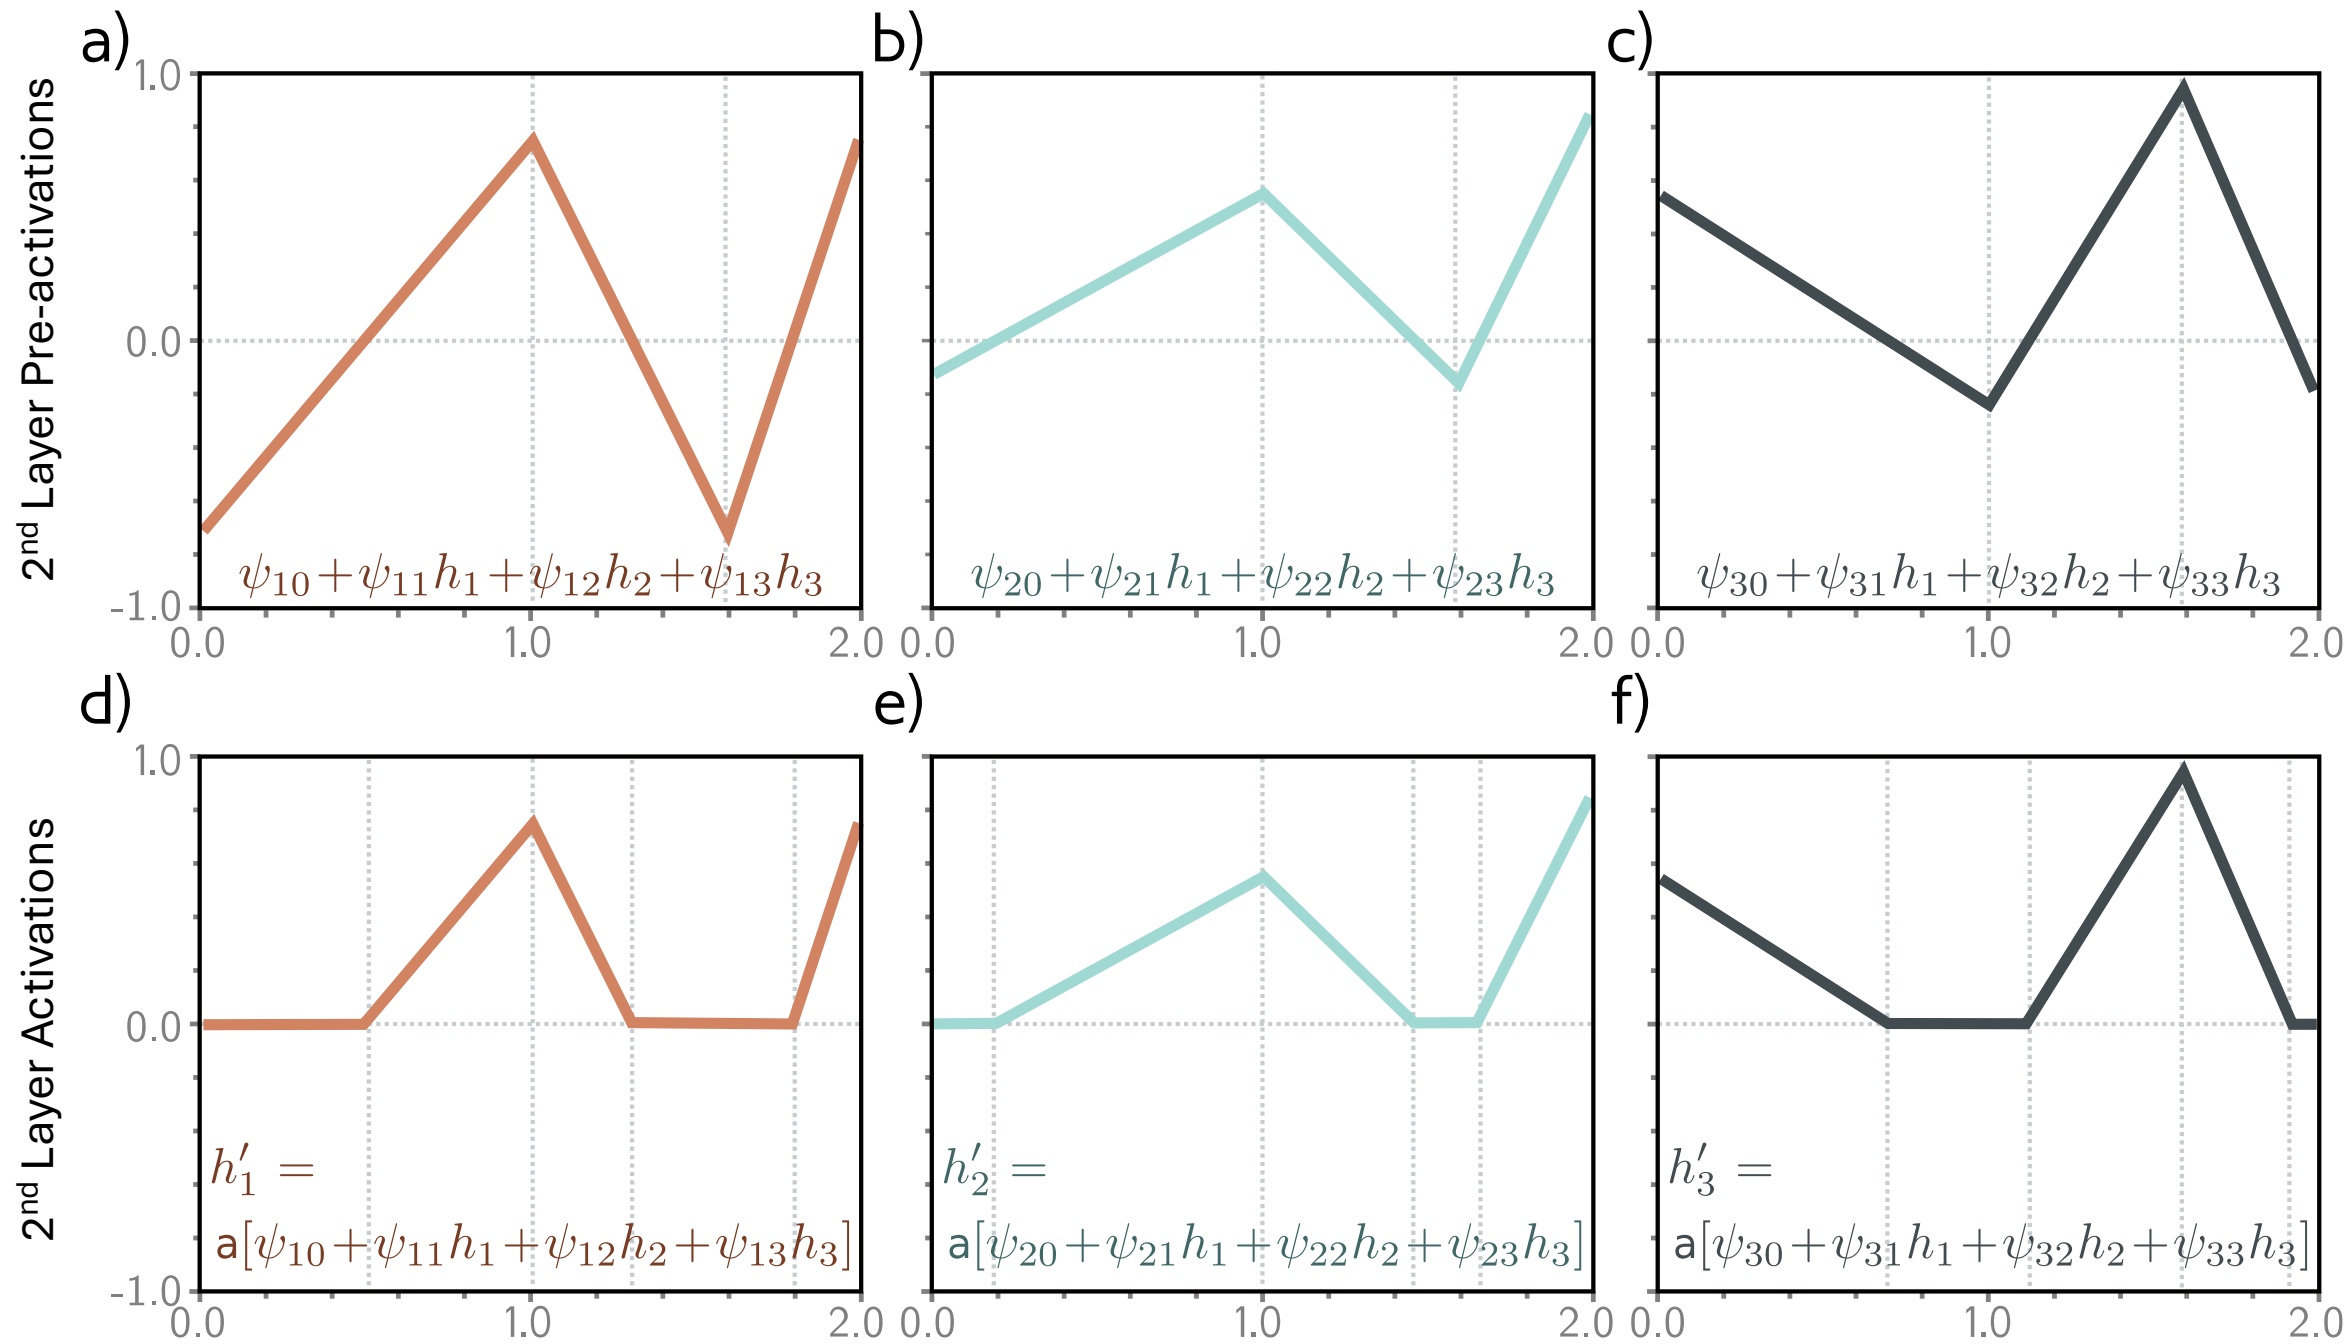 a) b) c)
2nd Layer Pre-activations
1.0
0.0
-1.0
ψ10+ψ11h1+ψ12h2+ψ13h3
ψ20+ψ21h1+ψ22h2+ψ23h3
ψ30+ψ31h1+ψ32h2+ψ33h3
0.0 1.0 2.0 0.0 1.0 2.0 0.0 1.0 2.0
d) e) f)
2nd Layer Activations
1.0
0.0
-1.0
h′1 =
a[ψ10+ψ11h1+ψ12h2+ψ13h3]
h′2 =
a[ψ20+ψ21h1+ψ22h2+ψ23h3]
h′3 =
a[ψ30+ψ31h1+ψ32h2+ψ33h3]
0.0 1.0 2.0 0.0 1.0 2.0 0.0 1.0 2.0